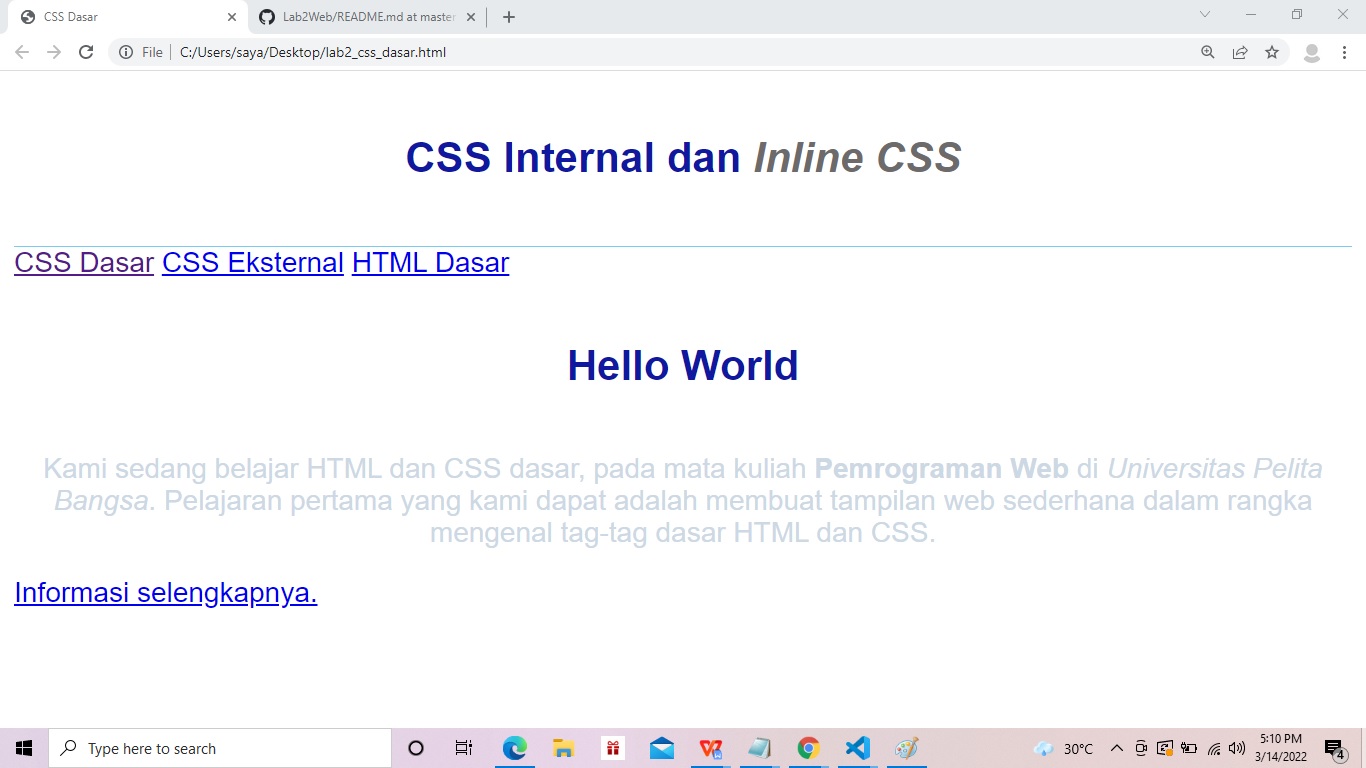 CSS Dasar
Lab2Web/README.md at master
File
C:/Users/saya/Desktop/lab2_css_dasar.html
CSS Internal dan Inline CSS
CSS Dasar CSS Eksternal HTML Dasar
Hello World
Kami sedang belajar HTML dan CSS dasar, pada mata kuliah Pemrograman Web di Universitas Pelita
Bangsa. Pelajaran pertama yang kami dapat adalah membuat tampilan web sederhana dalam rangka
mengenal tag-tag dasar HTML dan CSS.
Informasi selengkapnya.
Type here to search
30°C
5:10 PM
3/14/2022
4